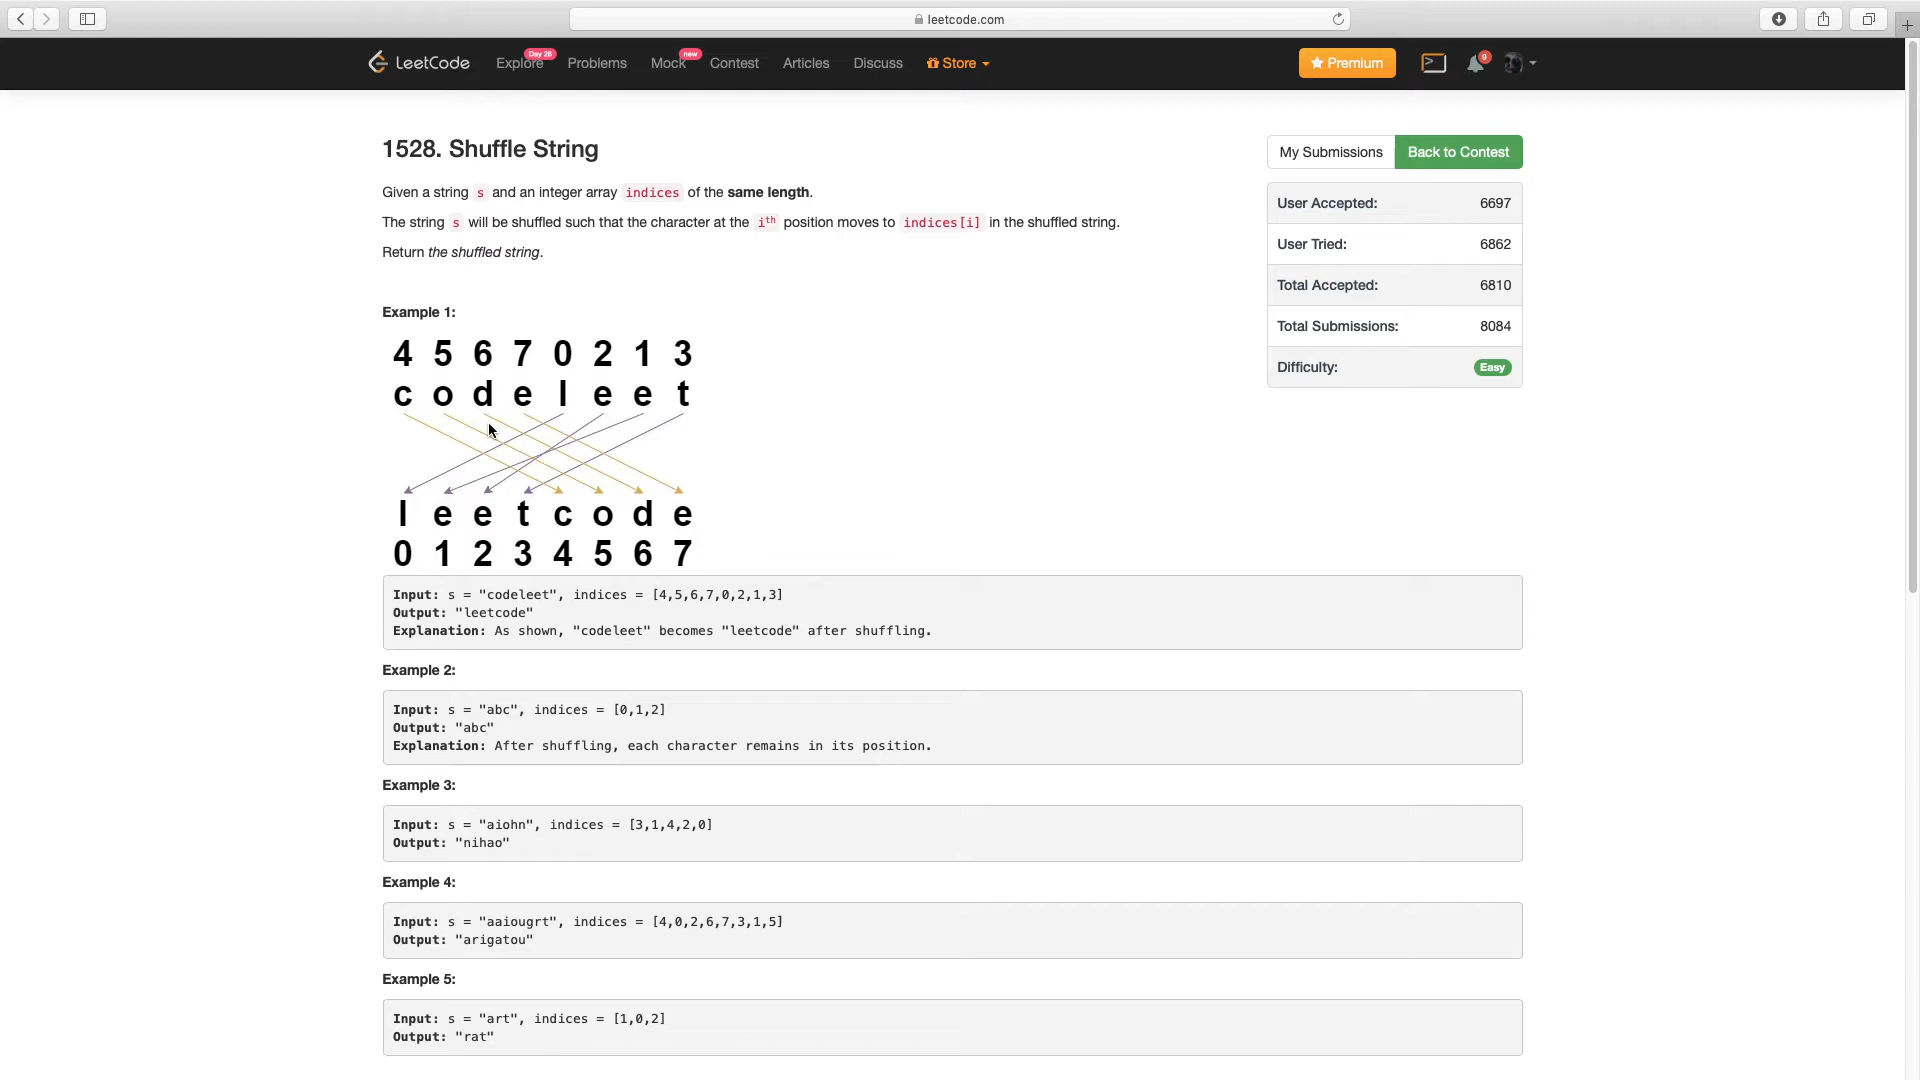 leetcode.com
LeetCode
Explore Day 28 Problems Mock new Contest Articles Discuss Store Premium 9
1528. Shuffle String
My Submissions Back to Contest
Given a string s and an integer array indices of the same length.
The string s will be shuffled such that the character at the ith position moves to indices[i] in the shuffled string.
Return the shuffled string.
User Accepted: 6697
User Tried: 6862
Total Accepted: 6810
Total Submissions: 8084
Difficulty: Easy
Example 1:
4 5 6 7 0 2 1 3
c o d e l e e t
l e e t c o d e
0 1 2 3 4 5 6 7
Input: s = "codeleet", indices = [4,5,6,7,0,2,1,3]
Output: "leetcode"
Explanation: As shown, "codeleet" becomes "leetcode" after shuffling.
Example 2:
Input: s = "abc", indices = [0,1,2]
Output: "abc"
Explanation: After shuffling, each character remains in its position.
Example 3:
Input: s = "aiohn", indices = [3,1,4,2,0]
Output: "nihao"
Example 4:
Input: s = "aaiougrt", indices = [4,0,2,6,7,3,1,5]
Output: "arigatou"
Example 5:
Input: s = "art", indices = [1,0,2]
Output: "rat"